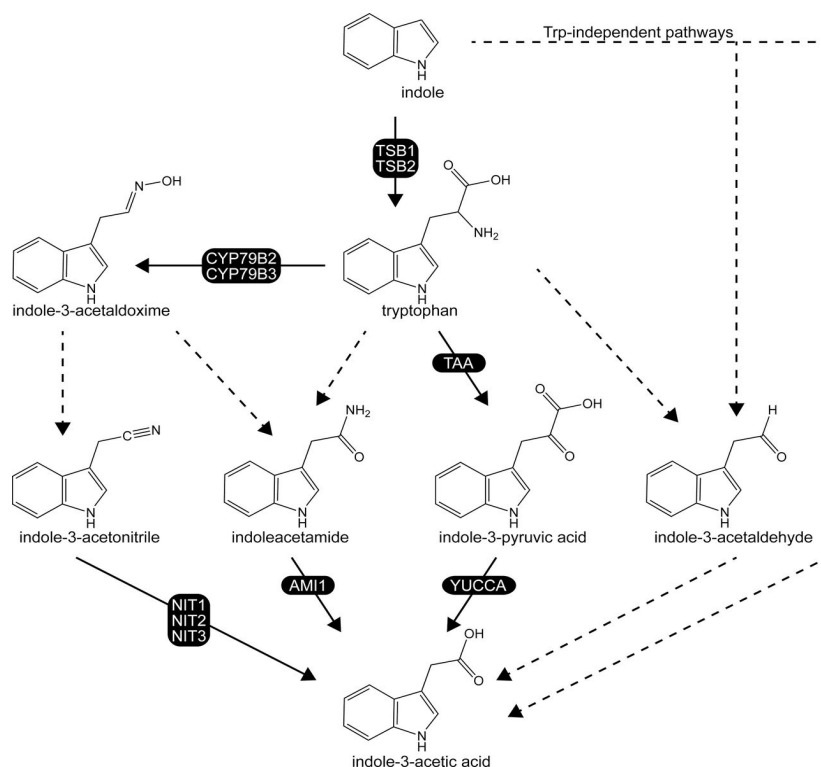 Trp-independent pathways
N
H
indole
TSB1
TSB2
O
OH
N
OH
NH2
N
H
indole-3-acetaldoxime
CYP79B2
CYP79B3
N
H
tryptophan
TAA
C
N
N
H
indole-3-acetonitrile
NH2
O
N
H
indoleacetamide
O
OH
O
N
H
indole-3-pyruvic acid
H
O
N
H
indole-3-acetaldehyde
NIT1
NIT2
NIT3
AMI1
YUCCA
OH
O
N
H
indole-3-acetic acid